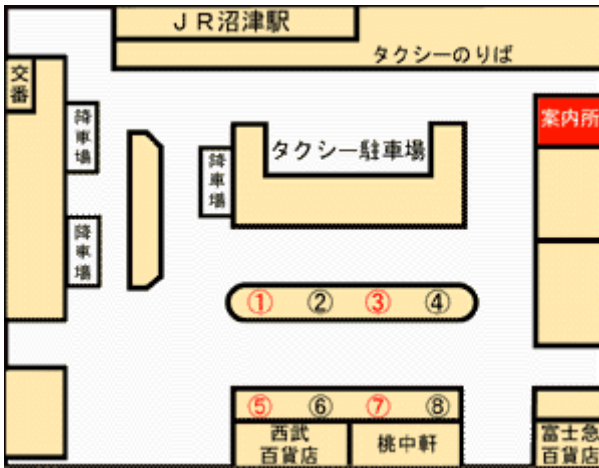 JR沼津駅
タクシーのりば
交番
降車場
案内所
タクシー駐車場
降車場
降車場
① ② ③ ④
⑤ ⑥ ⑦ ⑧
西武
百貨店
桃中軒
富士急
百貨店